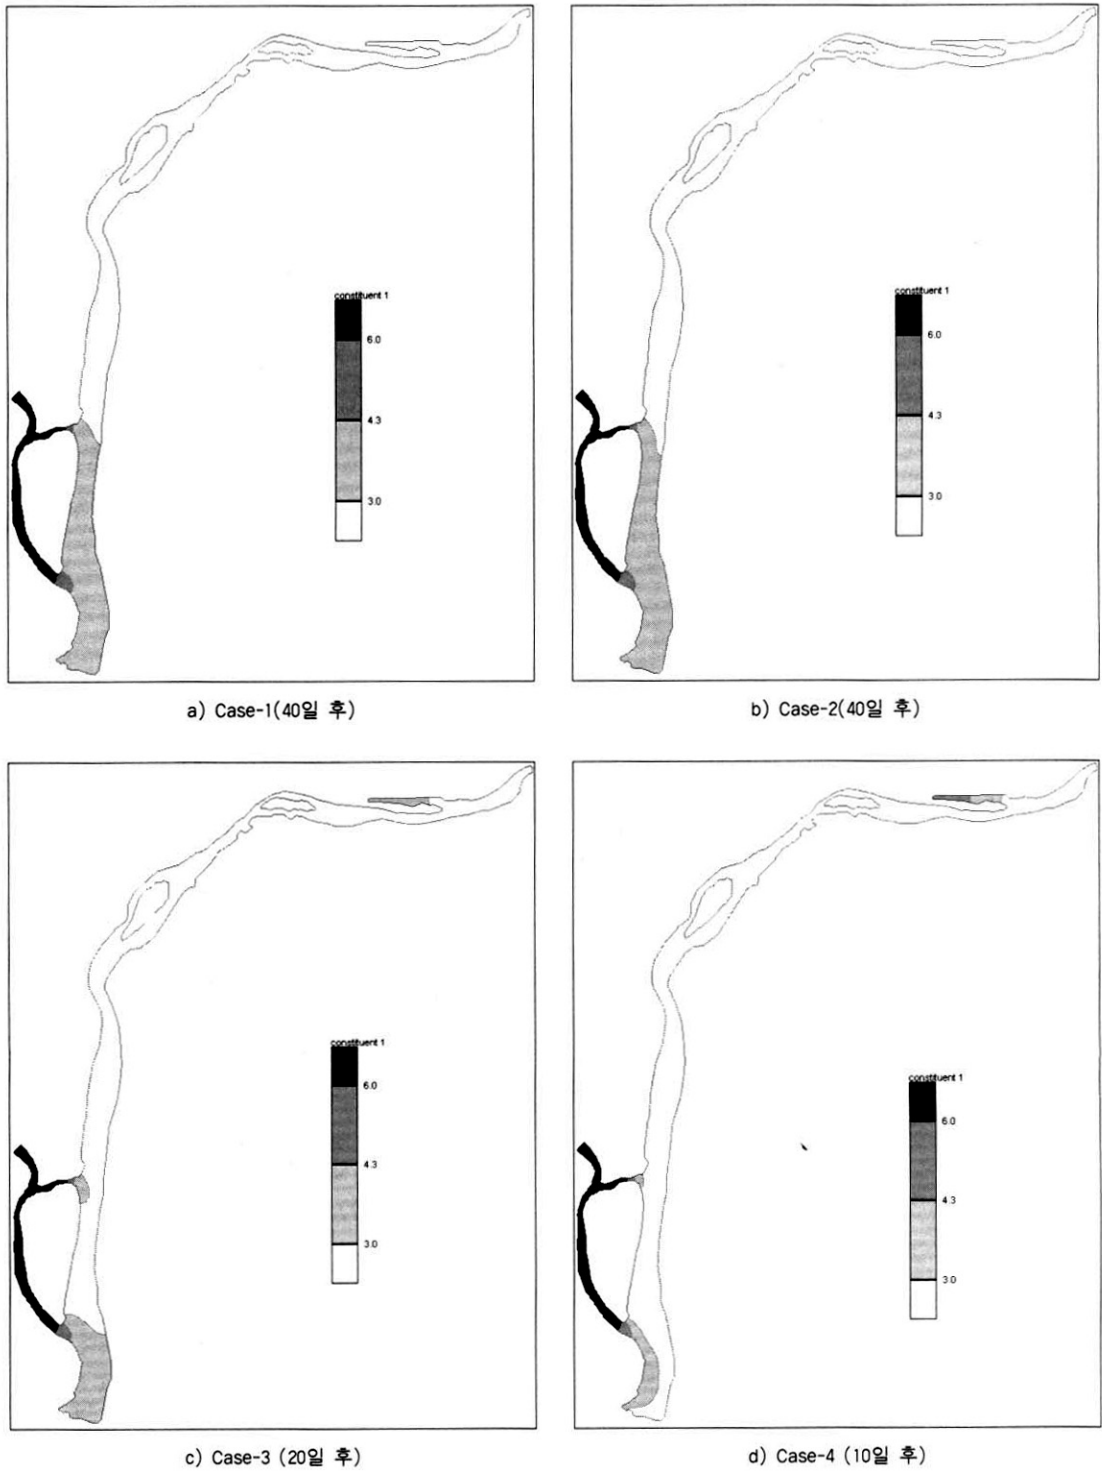 constituent 1
6.0
4.3
3.0
a) Case-1(40일 후)
constituent 1
6.0
4.3
3.0
b) Case-2(40일 후)
constituent 1
6.0
4.3
3.0
c) Case-3 (20일 후)
constituent 1
6.0
4.3
3.0
d) Case-4 (10일 후)